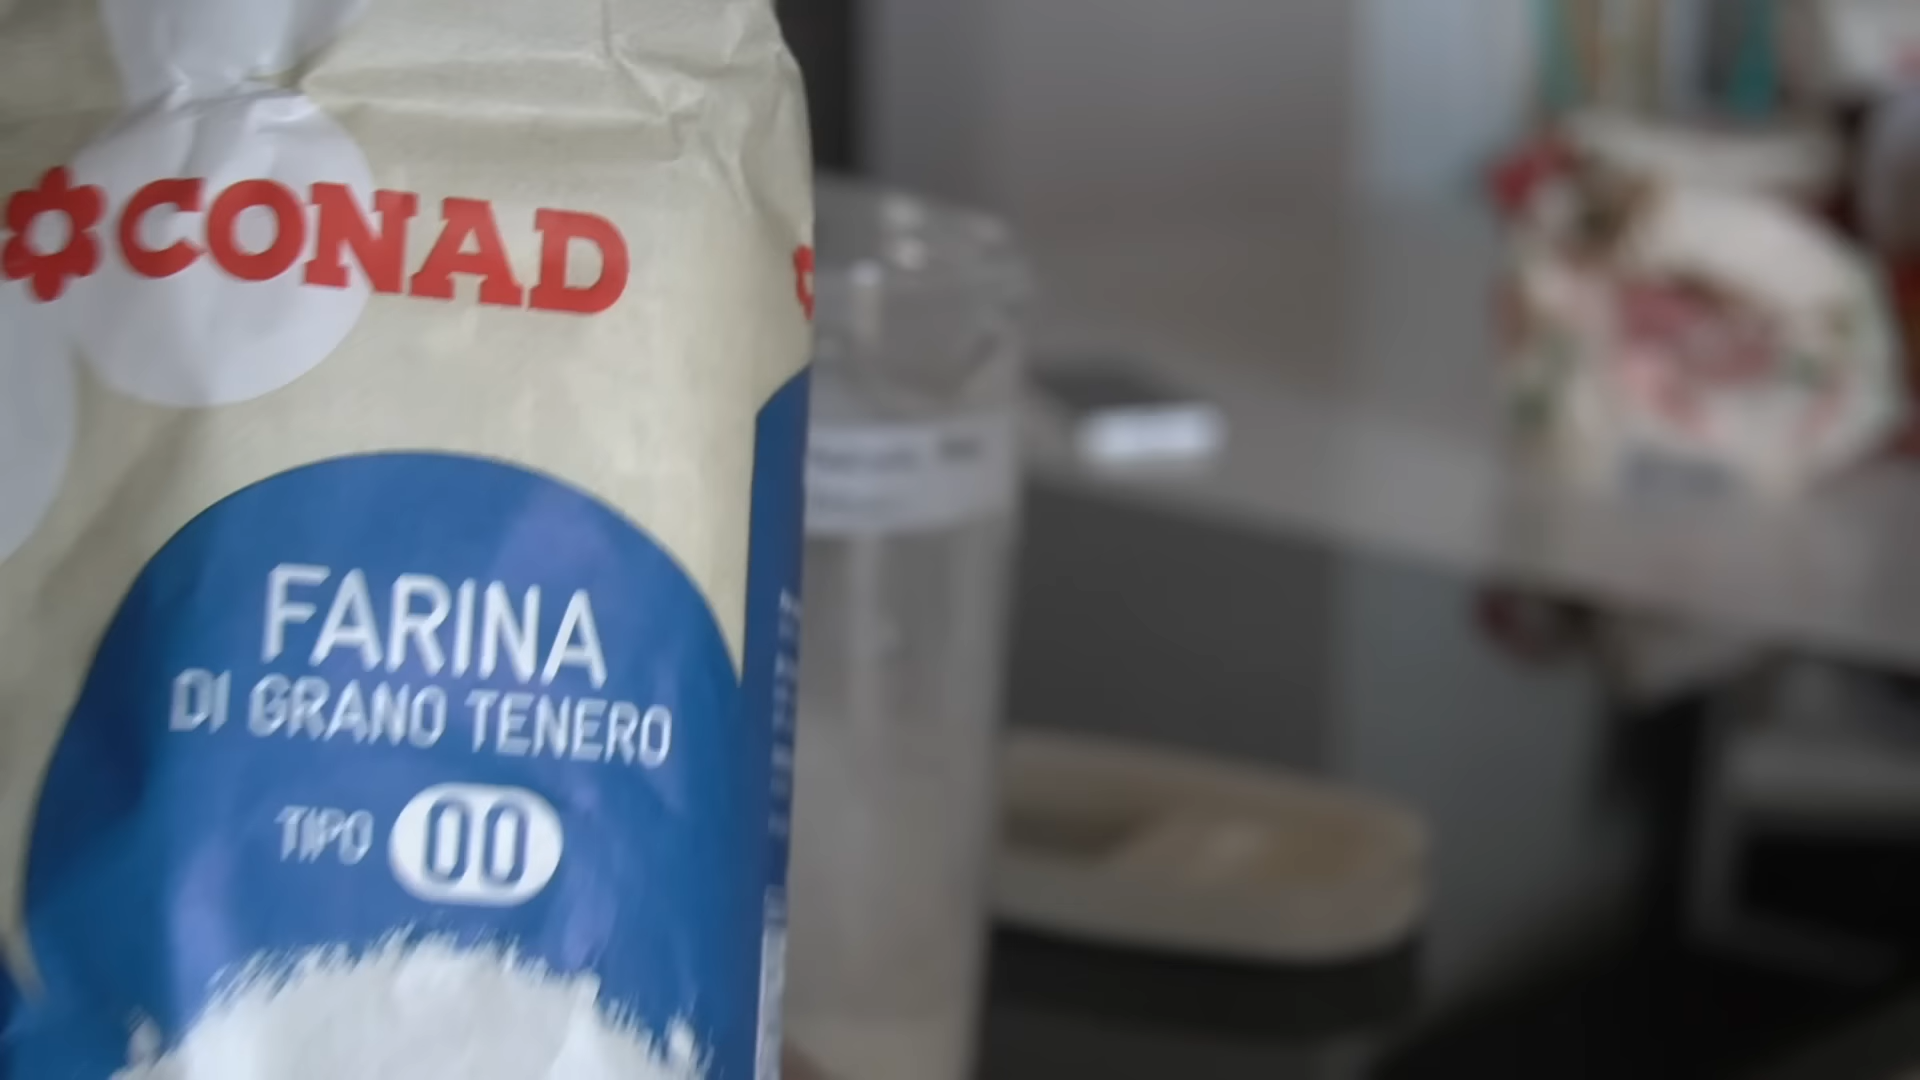 CONAD
FARINA
DI GRANO TENERO
TIPO 00